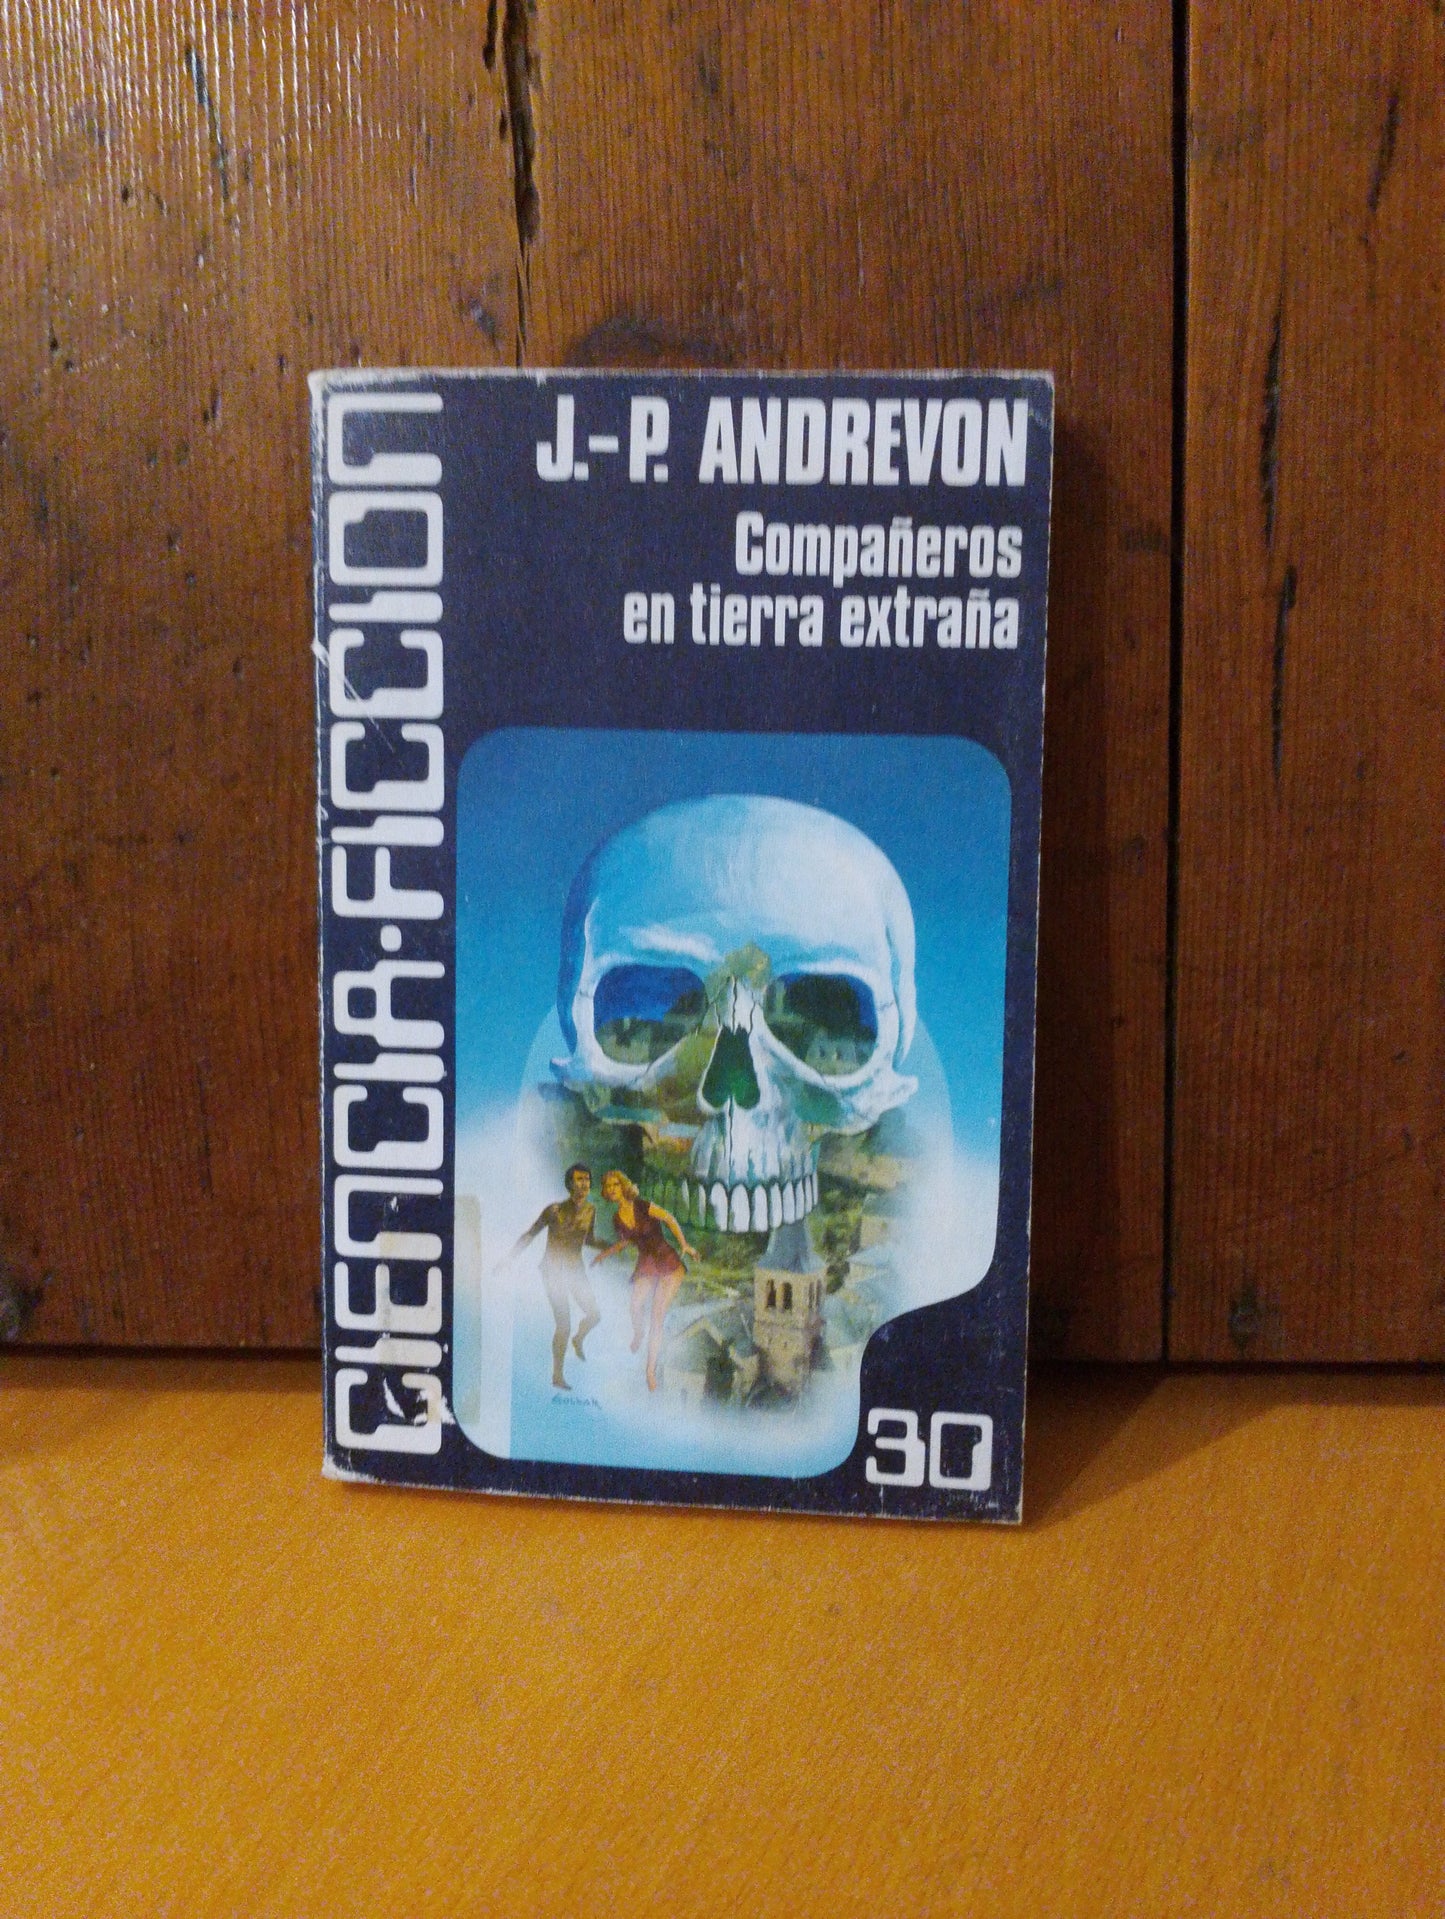 J.-P. ANDREVON
Compañeros
en tierra extraña
CIENCIA-FICCION
30